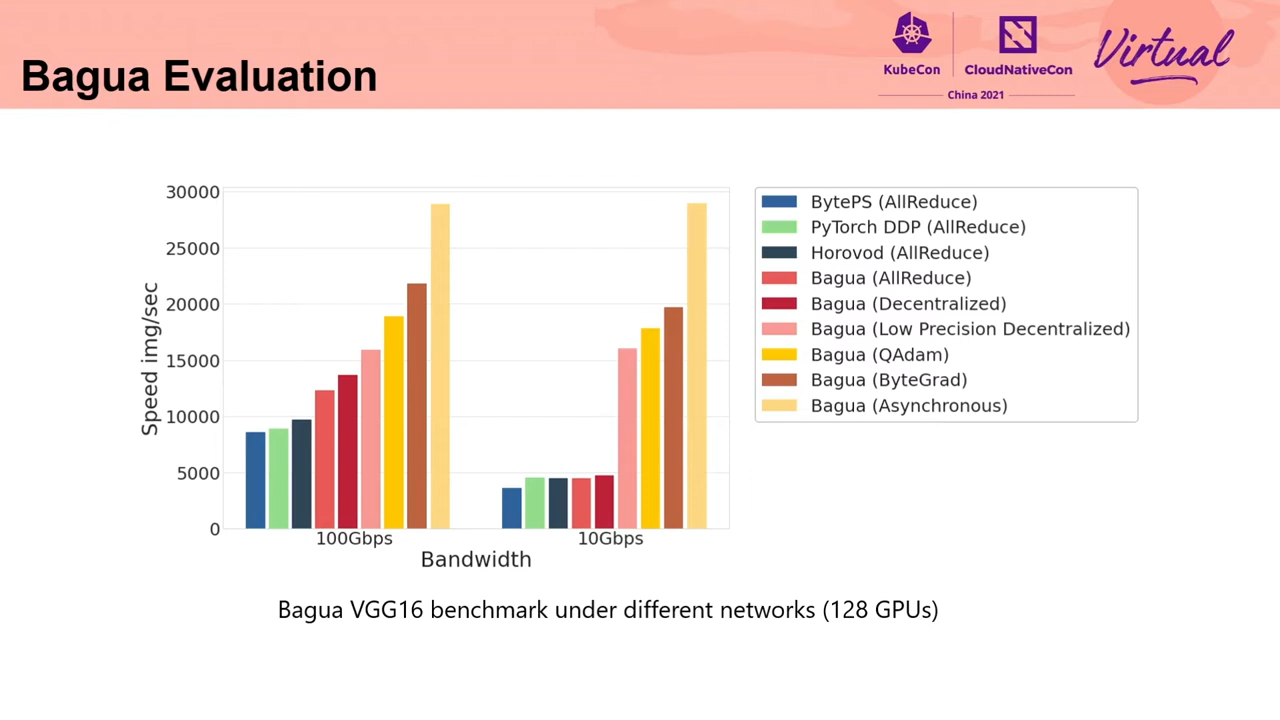 Bagua Evaluation
KubeCon
CloudNativeCon
China 2021
Virtual
30000
25000
20000
15000
10000
5000
0
Speed img/sec
100Gbps
10Gbps
Bandwidth
BytePS (AllReduce)
PyTorch DDP (AllReduce)
Horovod (AllReduce)
Bagua (AllReduce)
Bagua (Decentralized)
Bagua (Low Precision Decentralized)
Bagua (QAdam)
Bagua (ByteGrad)
Bagua (Asynchronous)
Bagua VGG16 benchmark under different networks (128 GPUs)